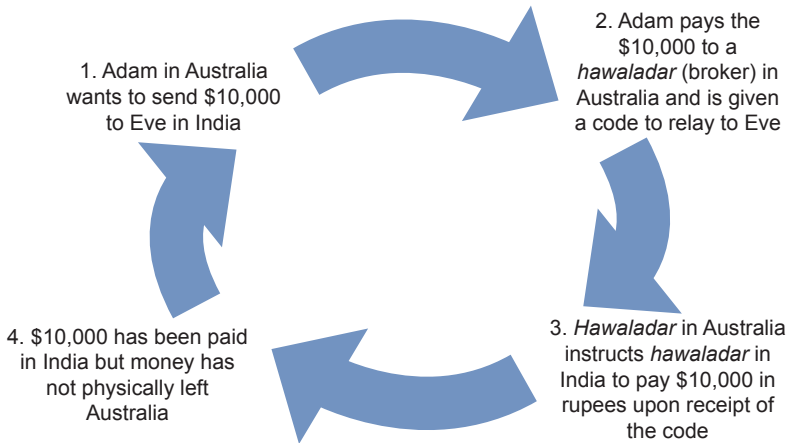 1. Adam in Australia
wants to send $10,000
to Eve in India
2. Adam pays the
$10,000 to a
hawaladar (broker) in
Australia and is given
a code to relay to Eve
3. Hawaladar in Australia
instructs hawaladar in
India to pay $10,000 in
rupees upon receipt of
the code
4. $10,000 has been paid
in India but money has
not physically left
Australia